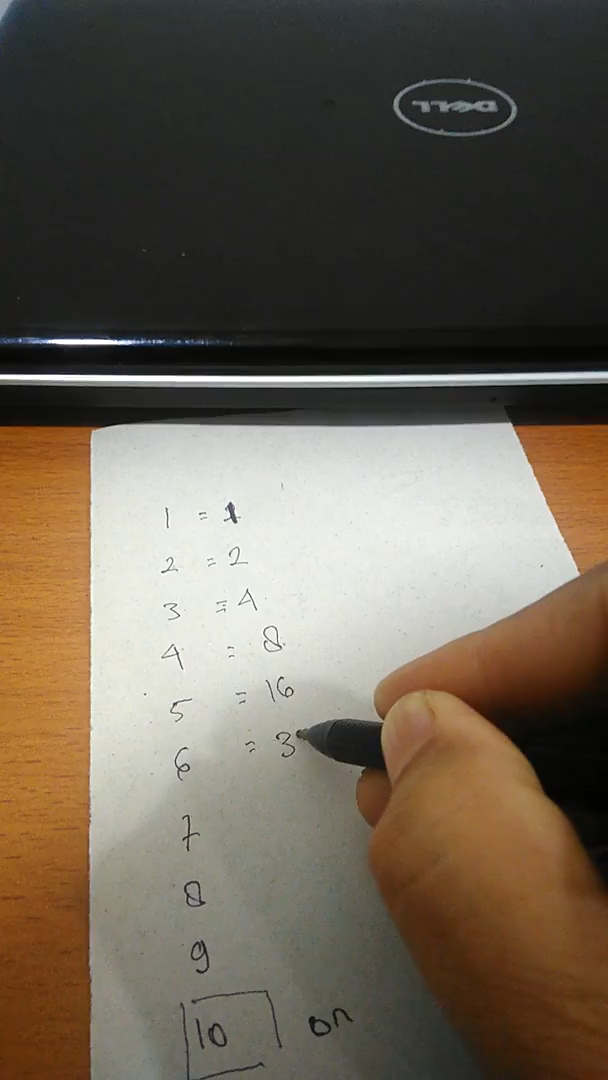 DELL
1 = 1
2 = 2
3 = 4
4 = 8
5 = 16
6 = 3
7
8
9
10 on